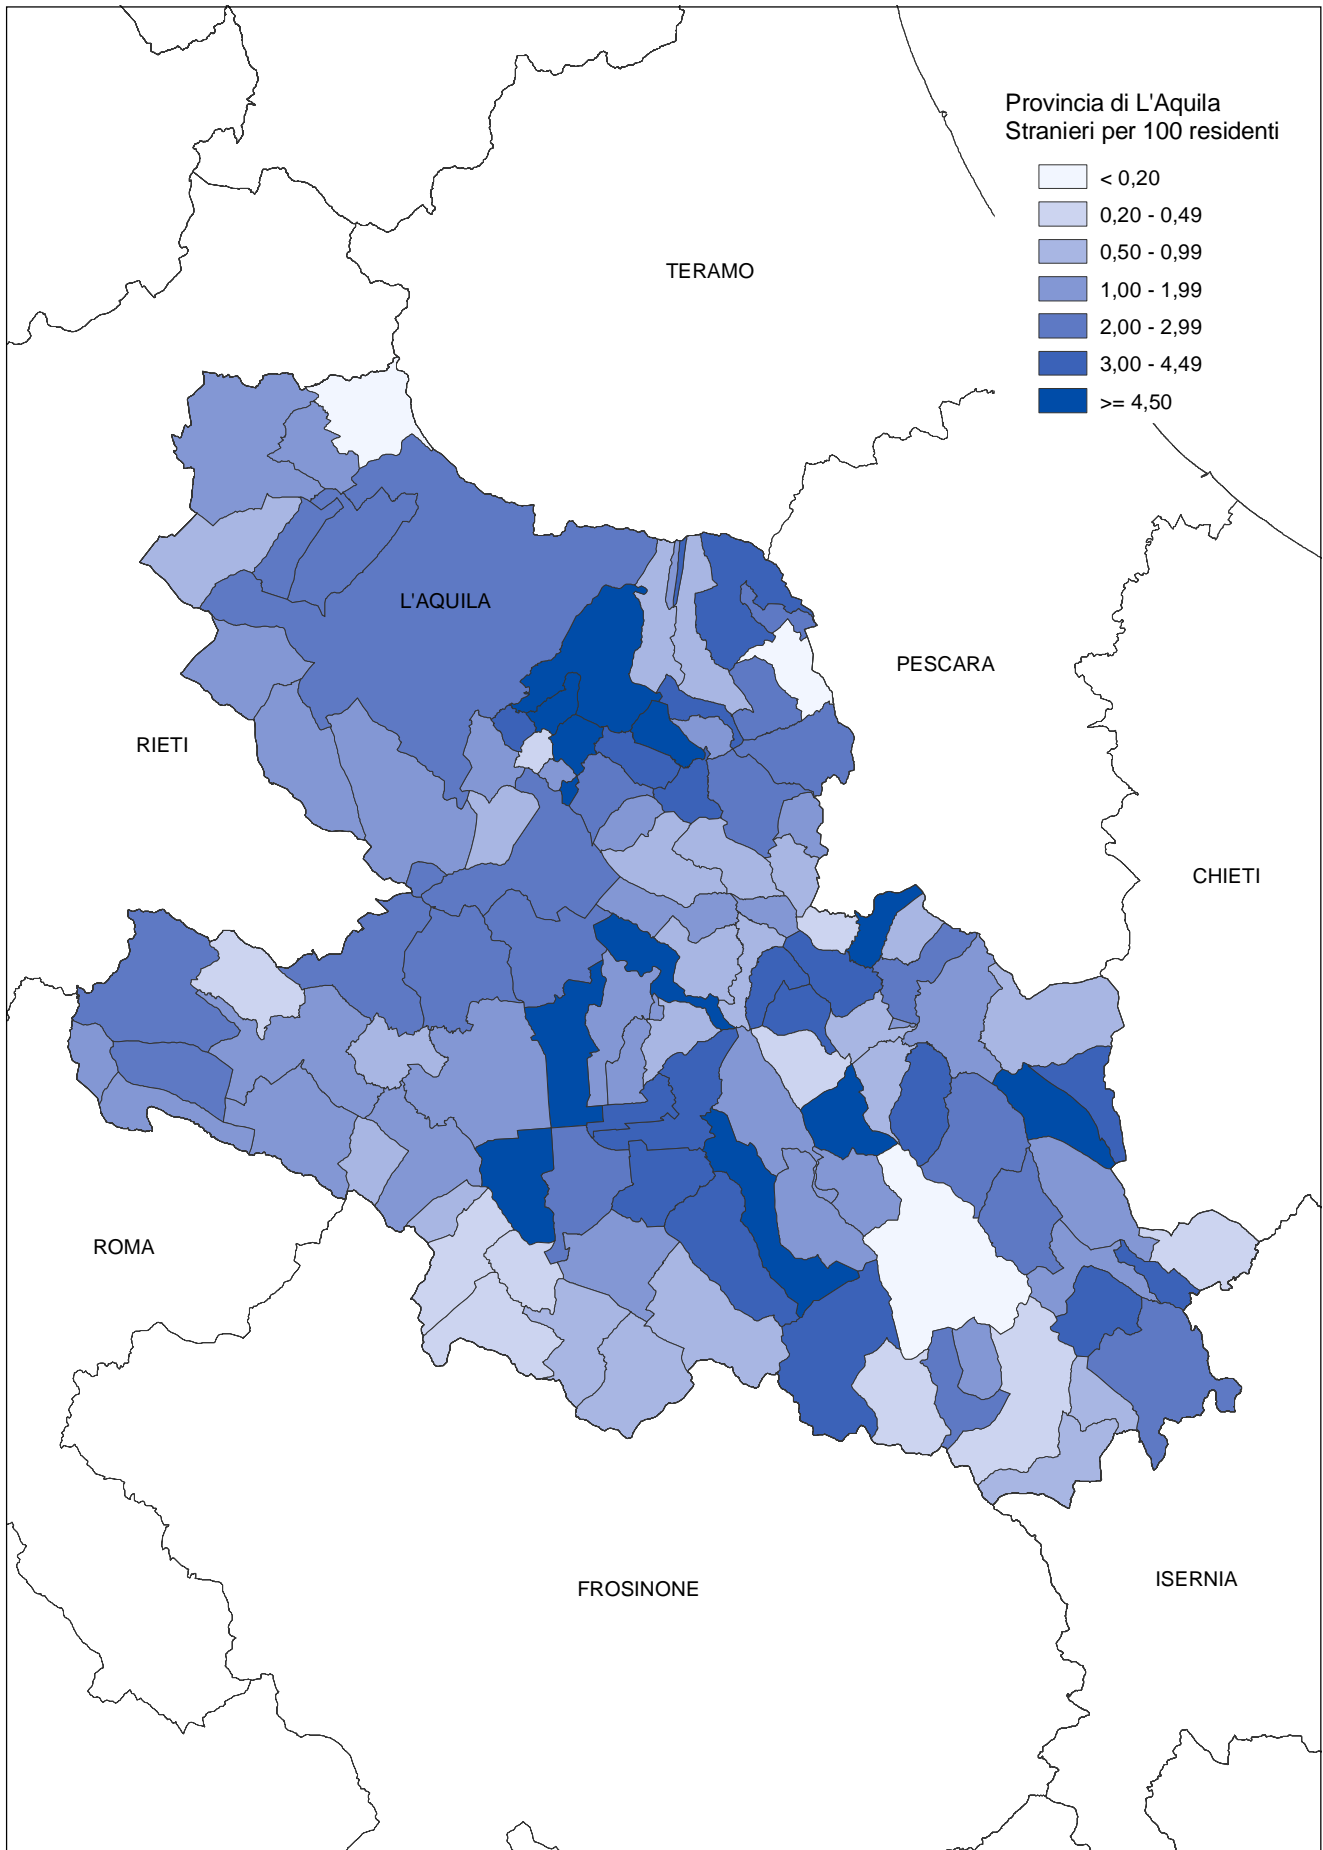 Provincia di L'Aquila
Stranieri per 100 residenti
< 0,20
0,20 - 0,49
0,50 - 0,99
1,00 - 1,99
2,00 - 2,99
3,00 - 4,49
>= 4,50
TERAMO
L'AQUILA
PESCARA
RIETI
CHIETI
ROMA
FROSINONE
ISERNIA